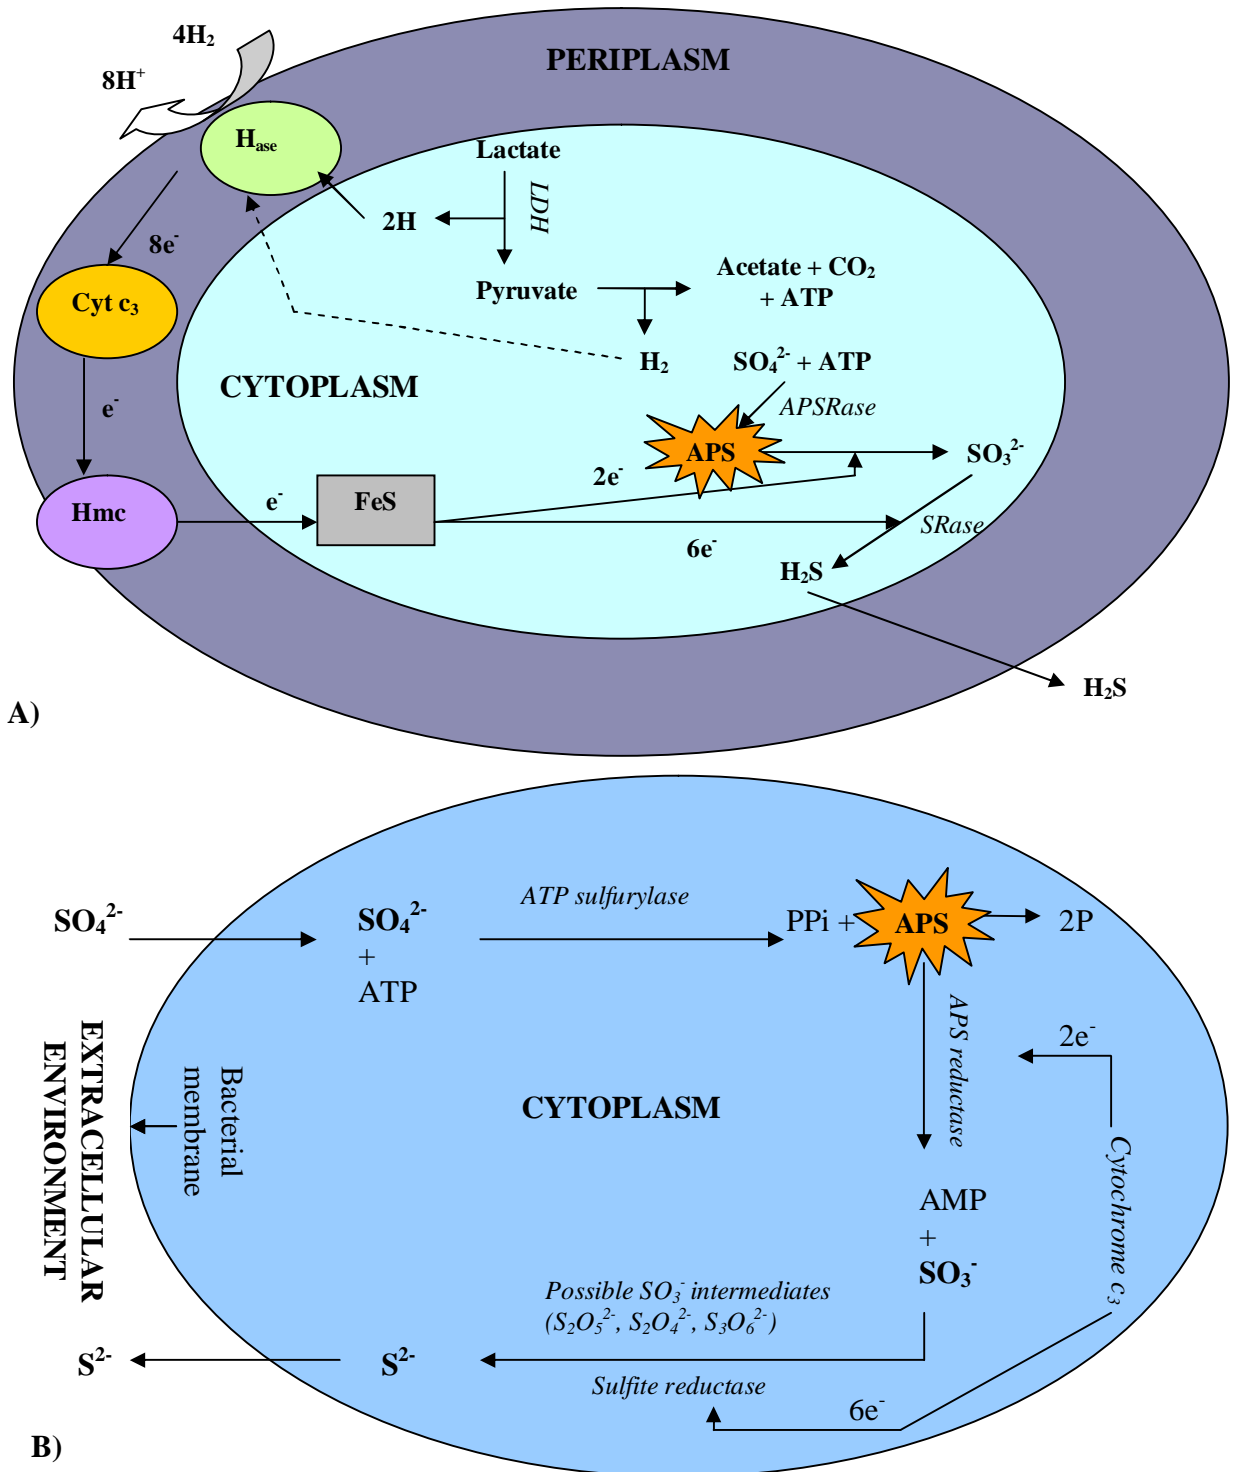 4H₂
8H⁺
PERIPLASM
Hase
Lactate
LDH
2H
8e⁻
Cyt c₃
Pyruvate
Acetate + CO₂
+ ATP
H₂
SO₄²⁻ + ATP
CYTOPLASM
APSRase
e⁻
APS
SO₃²⁻
2e⁻
Hmc
e⁻
FeS
SRase
6e⁻
H₂S
H₂S
A)
ATP sulfurylase
SO₄²⁻
SO₄²⁻
+
ATP
PPi +
APS
2P
APS reductase
2e⁻
EXTRACELLULAR
ENVIRONMENT
Bacterial
membrane
CYTOPLASM
Cytochrome c₃
AMP
+
SO₃⁻
Possible SO₃⁻ intermediates
(S₂O₅²⁻, S₂O₄²⁻, S₃O₆²⁻)
S²⁻
S²⁻
Sulfite reductase
6e⁻
B)